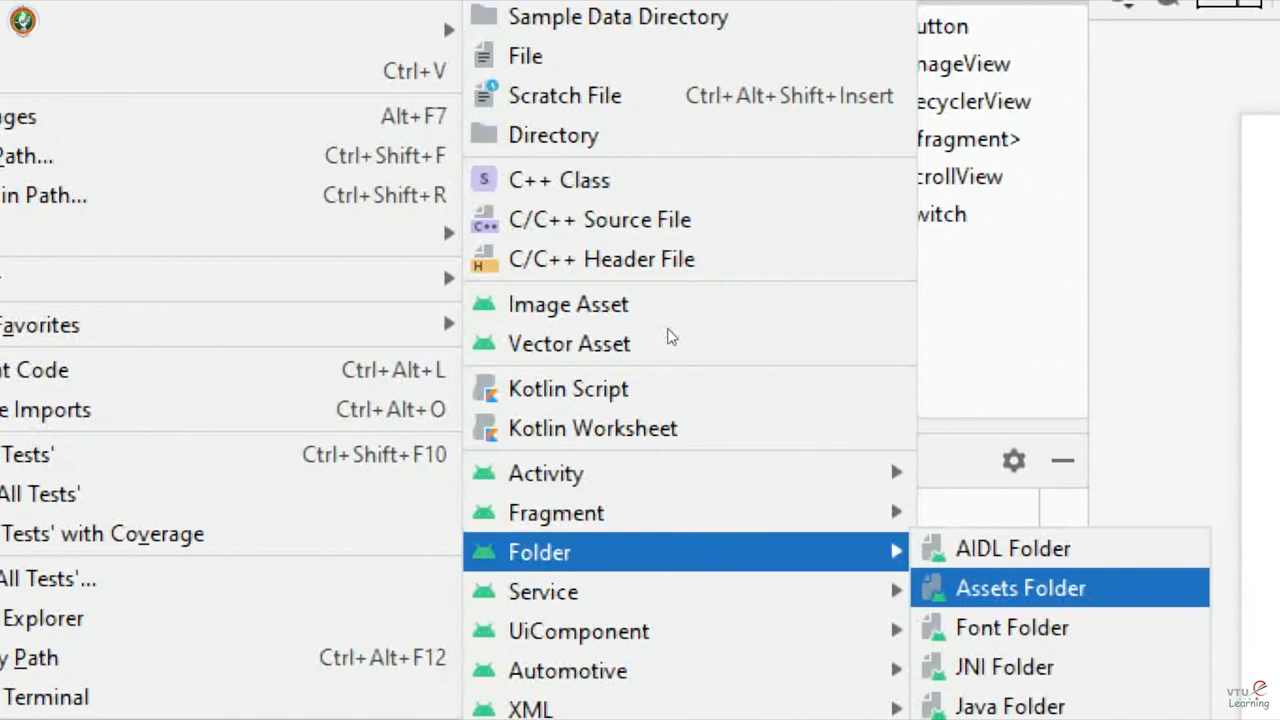 Ctrl+V
ges Alt+F7
Path... Ctrl+Shift+F
in Path... Ctrl+Shift+R
Favorites
t Code Ctrl+Alt+L
e Imports Ctrl+Alt+O
Tests' Ctrl+Shift+F10
All Tests'
Tests' with Coverage
All Tests'...
Explorer
y Path Ctrl+Alt+F12
Terminal
Sample Data Directory
File
Scratch File Ctrl+Alt+Shift+Insert
Directory
C++ Class
C/C++ Source File
C/C++ Header File
Image Asset
Vector Asset
Kotlin Script
Kotlin Worksheet
Activity
Fragment
Folder
Service
UiComponent
Automotive
XML
utton
nageView
ecyclerView
fragment>
crollView
witch
AIDL Folder
Assets Folder
Font Folder
JNI Folder
Java Folder
VTU e
Learning